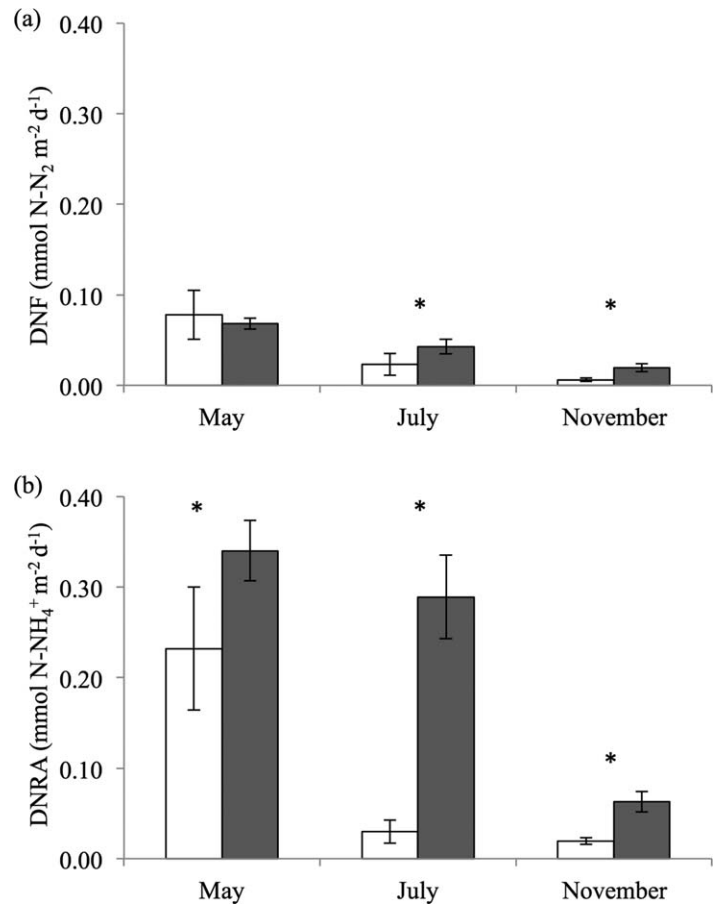 (a)
DNF (mmol N-N₂ m⁻² d⁻¹)
0.40
0.30
0.20
0.10
0.00
*
*
May July November
(b)
DNRA (mmol N-NH₄⁺ m⁻² d⁻¹)
0.40
0.30
0.20
0.10
0.00
*
*
*
May July November